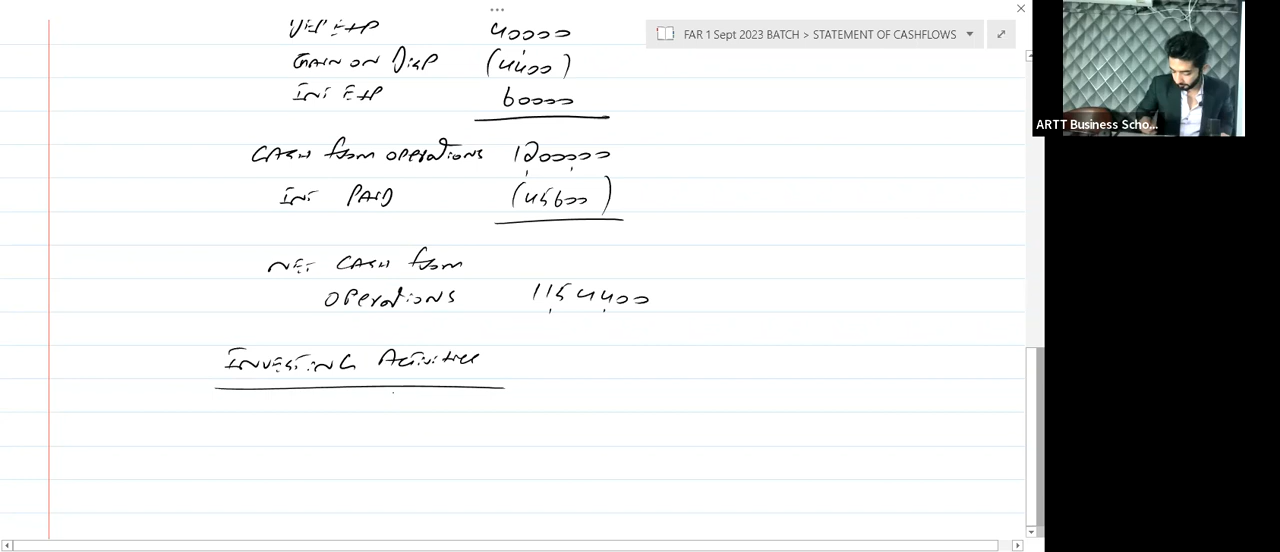 FAR 1 Sept 2023 BATCH > STATEMENT OF CASHFLOWS
DEP EXP 40000
GAIN ON DISP (4400)
INT EXP 60000
ARTT Business Scho...
CASH from OPerations 1200000
INT PAID (45600)
NET CASH from
OPerations 1154400
INVESTING Activities